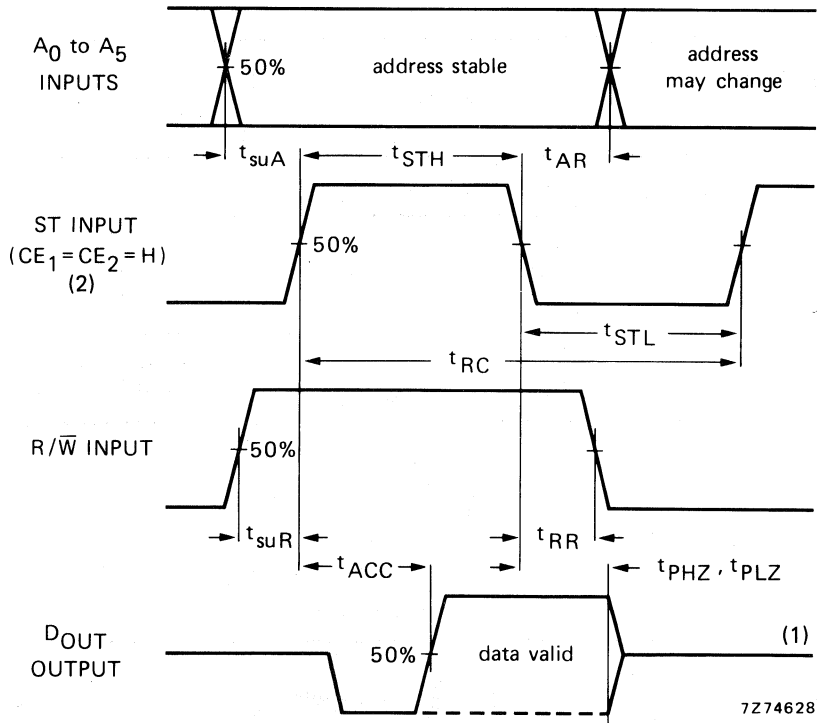 A0 to A5
INPUTS
50%
address stable
address
may change
tsuA
tSTH
tAR
ST INPUT
(CE1 = CE2 = H)
(2)
50%
tSTL
tRC
R/W̅ INPUT
50%
tsuR
tACC
tRR
tPHZ , tPLZ
DOUT
OUTPUT
50%
data valid
(1)
7Z74628